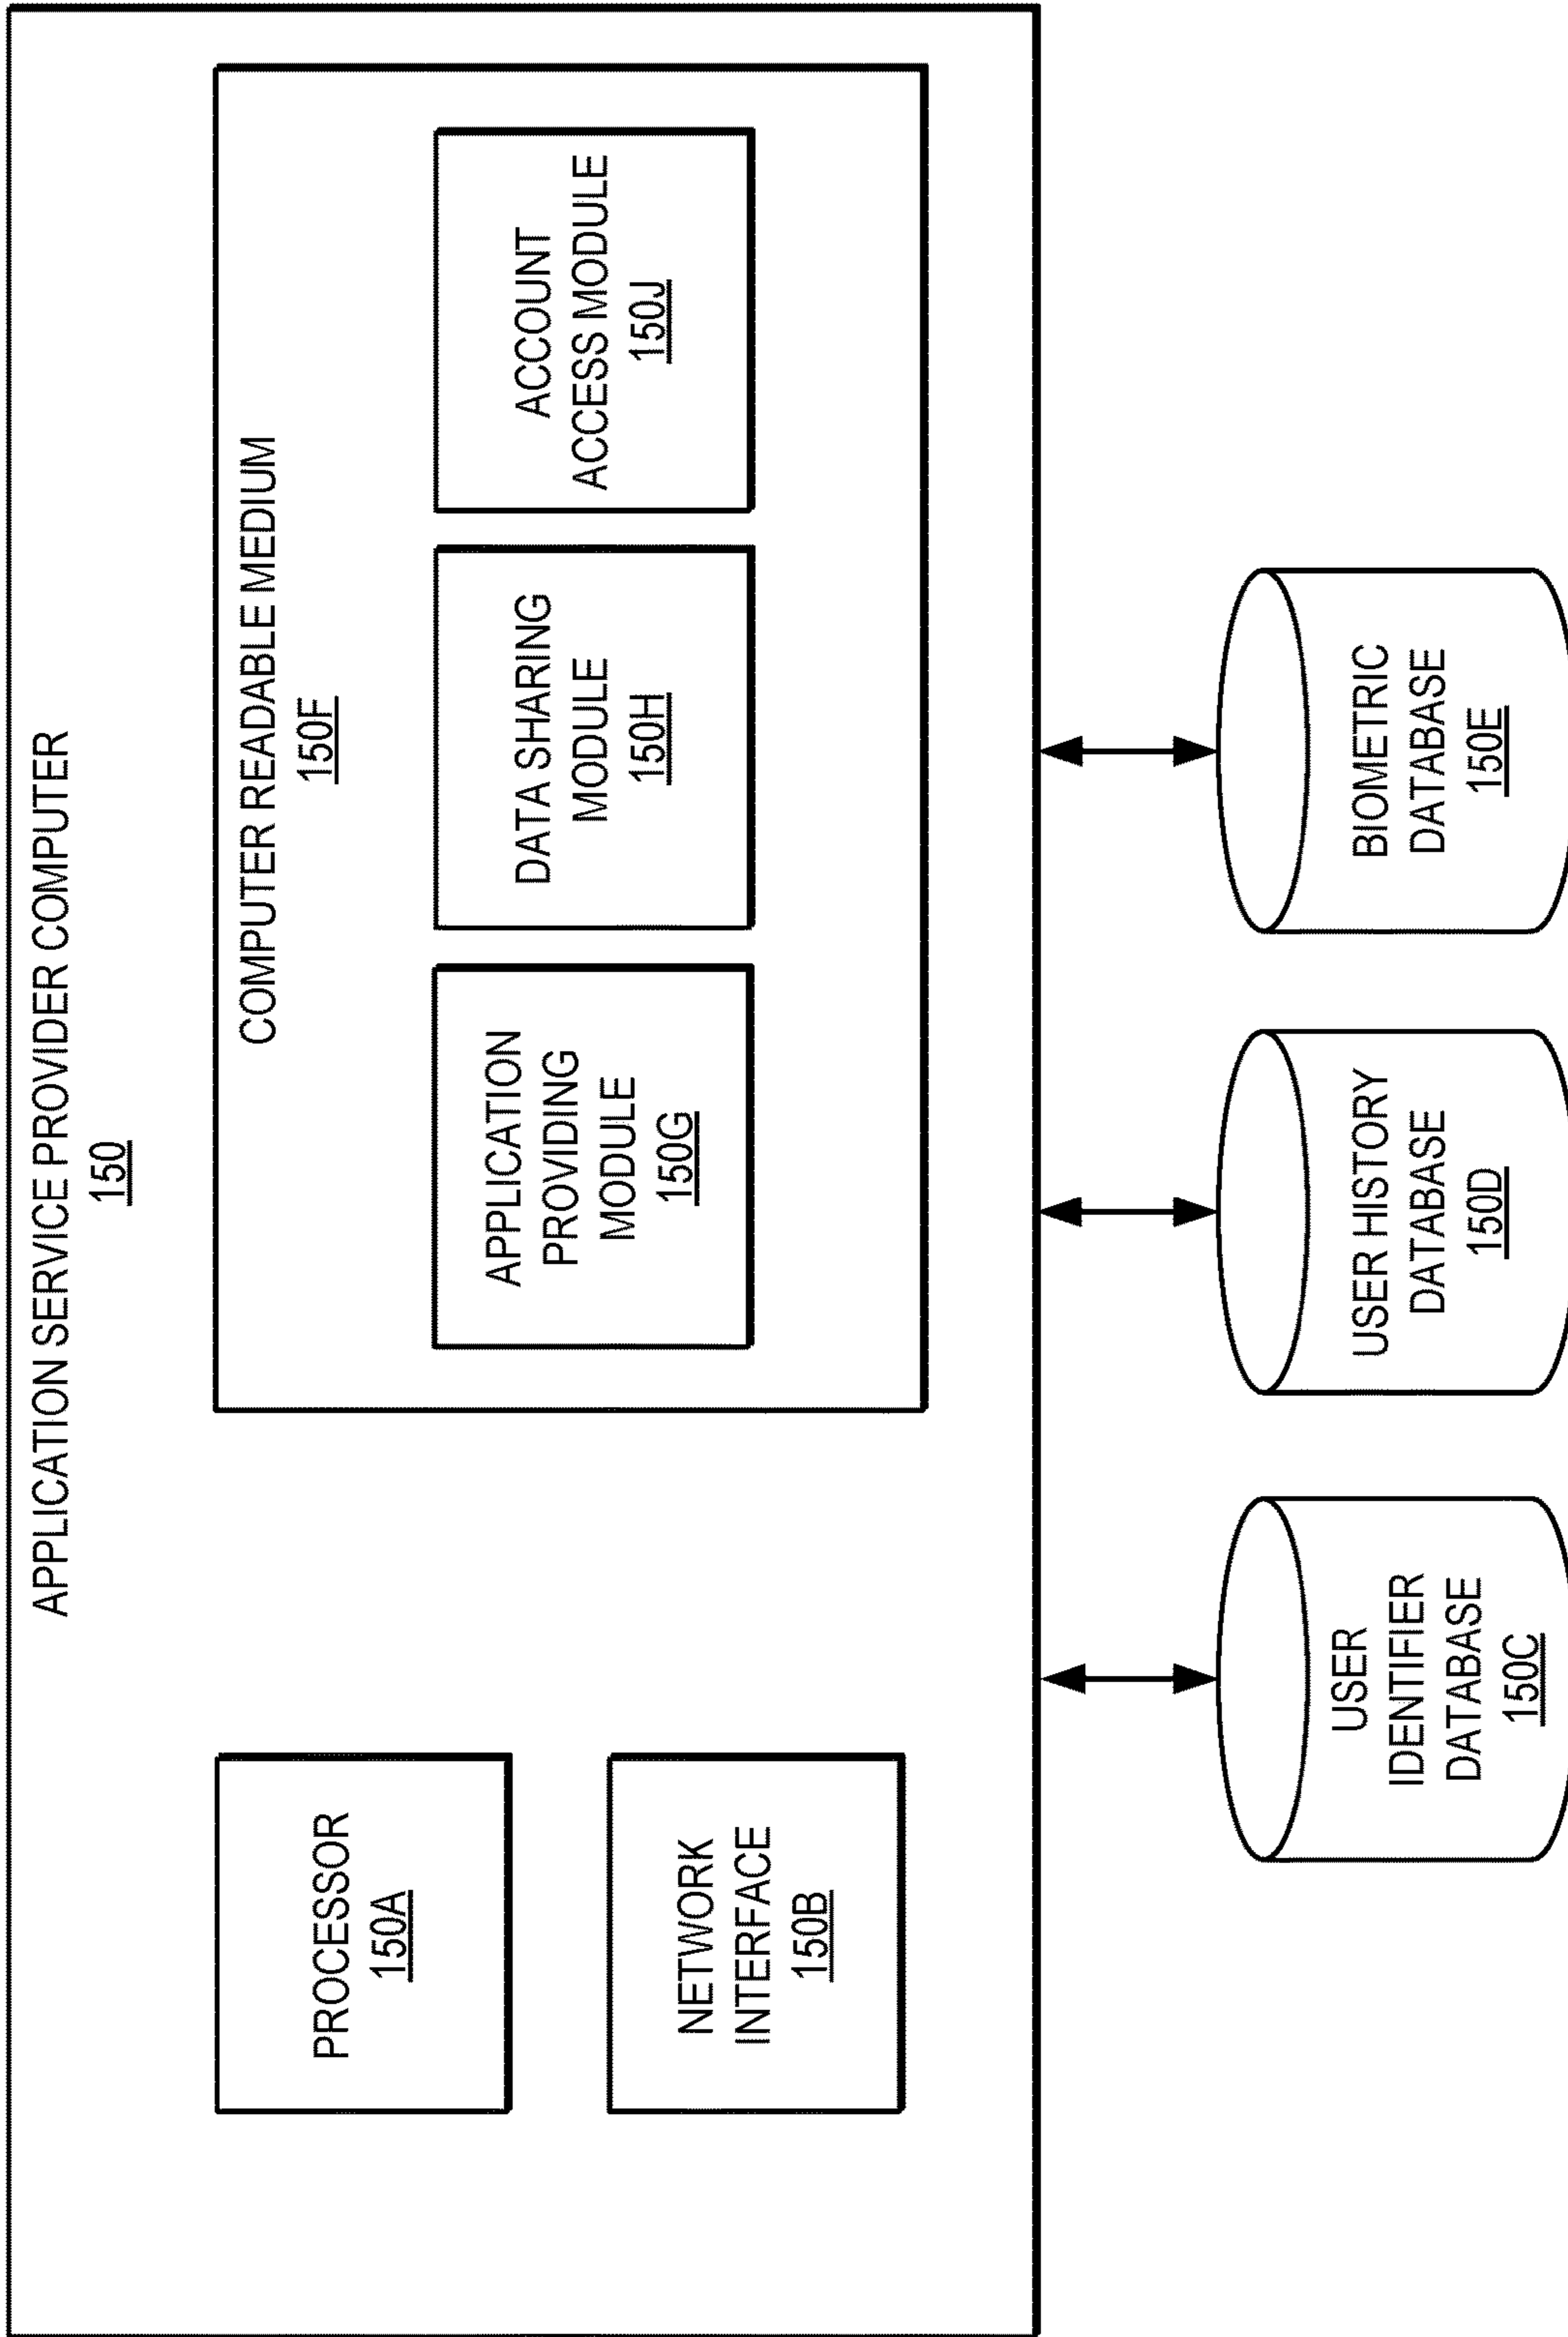 APPLICATION SERVICE PROVIDER COMPUTER
150
PROCESSOR
150A
NETWORK
INTERFACE
150B
COMPUTER READABLE MEDIUM
150F
APPLICATION
PROVIDING
MODULE
150G
DATA SHARING
MODULE
150H
ACCOUNT
ACCESS MODULE
150J
USER
IDENTIFIER
DATABASE
150C
USER HISTORY
DATABASE
150D
BIOMETRIC
DATABASE
150E